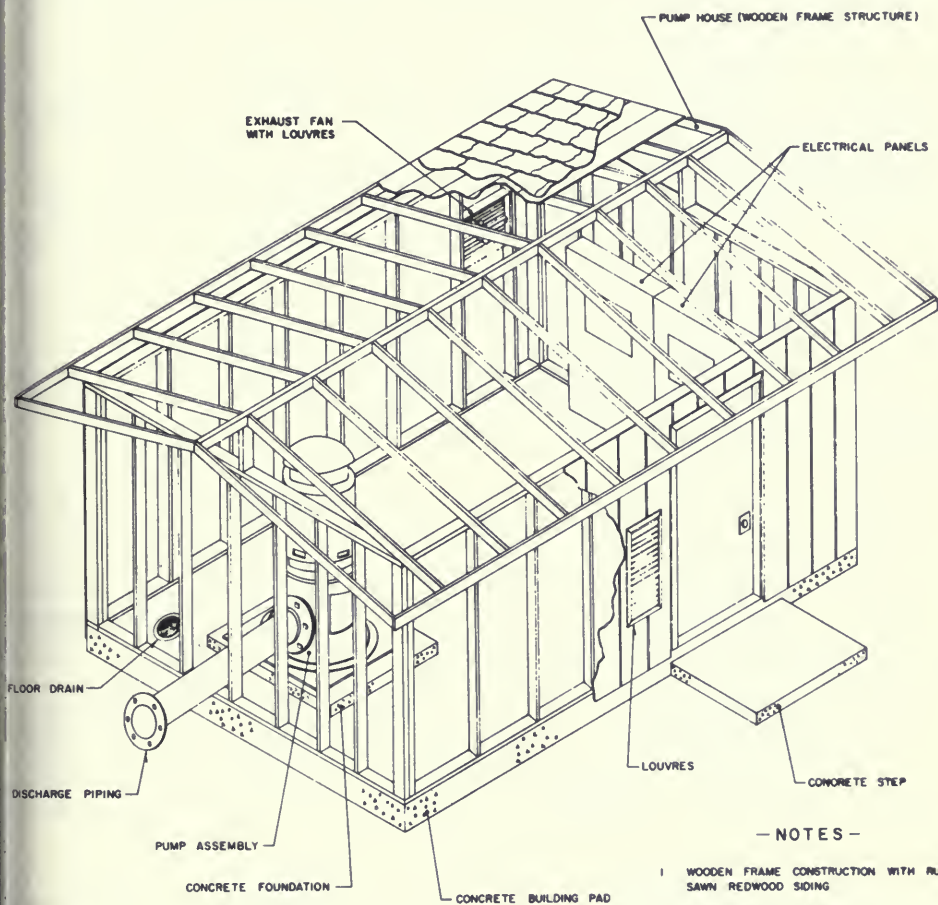 PUMP HOUSE (WOODEN FRAME STRUCTURE)
EXHAUST FAN
WITH LOUVRES
ELECTRICAL PANELS
FLOOR DRAIN
DISCHARGE PIPING
LOUVRES
CONCRETE STEP
PUMP ASSEMBLY
CONCRETE FOUNDATION
CONCRETE BUILDING PAD
— NOTES —
1 WOODEN FRAME CONSTRUCTION WITH
SAWN REDWOOD SIDING